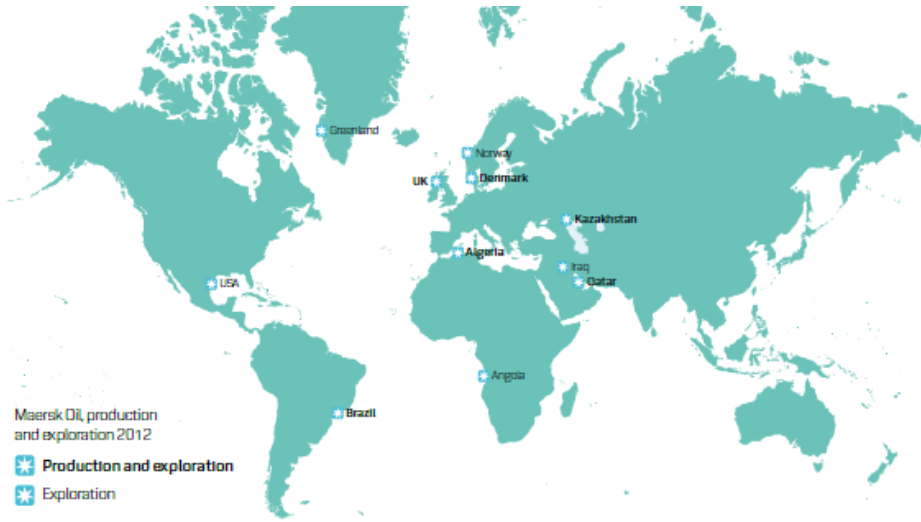 Greenland
Norway
UK
Denmark
Kazakhstan
Algeria
Iraq
USA
Qatar
Angola
Brazil
Maersk Oil, production
and exploration 2012
Production and exploration
Exploration